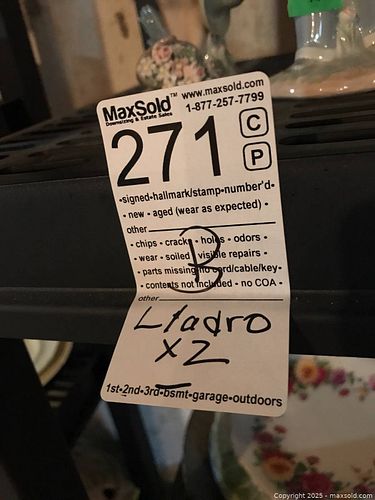 MaxSold™ www.maxsold.com
Downsizing & Estate Sales 1-877-257-7799
271 C
P
•signed•hallmark/stamp•number'd•
• new • aged (wear as expected) •
other
• chips • cracks • holes • odors •
B
• wear • soiled • visible repairs •
• parts missing•no cord/cable/key•
• contents not included • no COA •
other
Lladro
x2
1st•2nd•3rd•bsmt•garage•outdoors
Copyright 2025 - maxsold.com